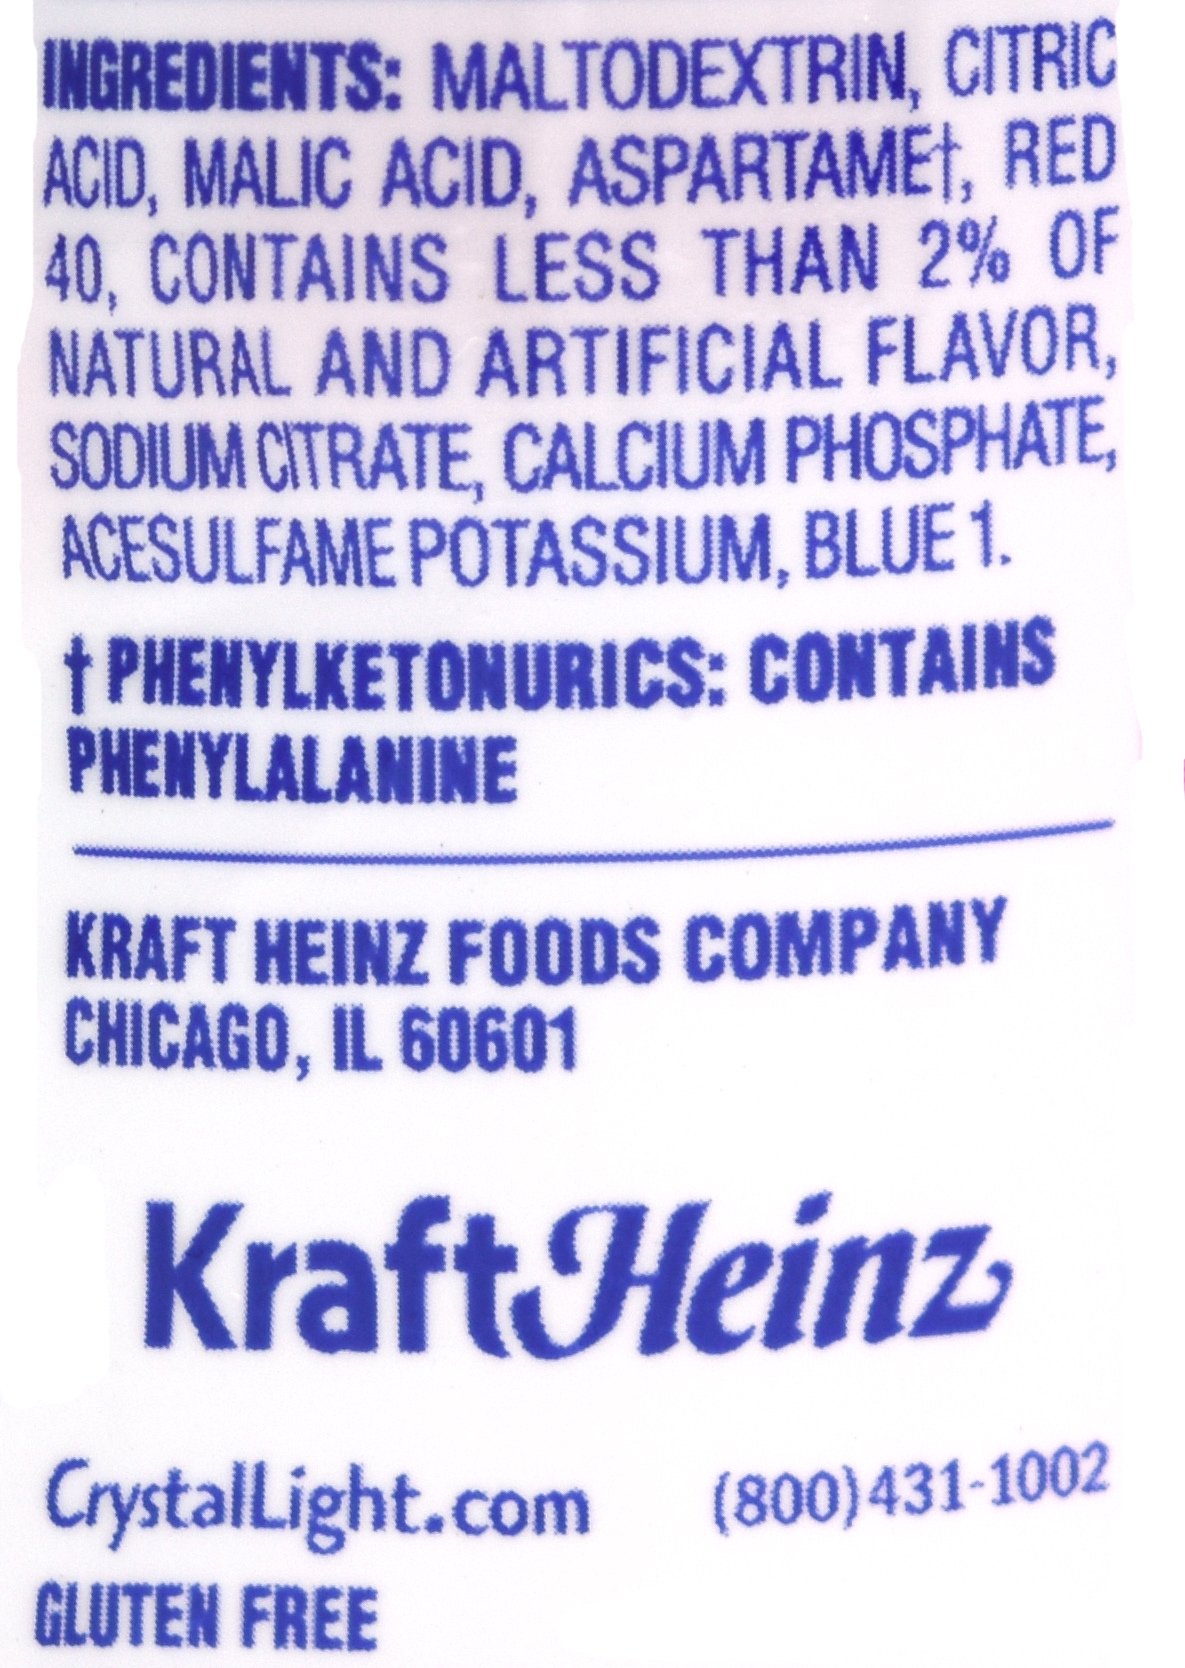 INGREDIENTS: MALTODEXTRIN, CITRIC
ACID, MALIC ACID, ASPARTAME†, RED
40, CONTAINS LESS THAN 2% OF
NATURAL AND ARTIFICIAL FLAVOR,
SODIUM CITRATE, CALCIUM PHOSPHATE,
ACESULFAME POTASSIUM, BLUE 1.
† PHENYLKETONURICS: CONTAINS
PHENYLALANINE
KRAFT HEINZ FOODS COMPANY
CHICAGO, IL 60601
KraftHeinz
CrystalLight.com (800)431-1002
GLUTEN FREE